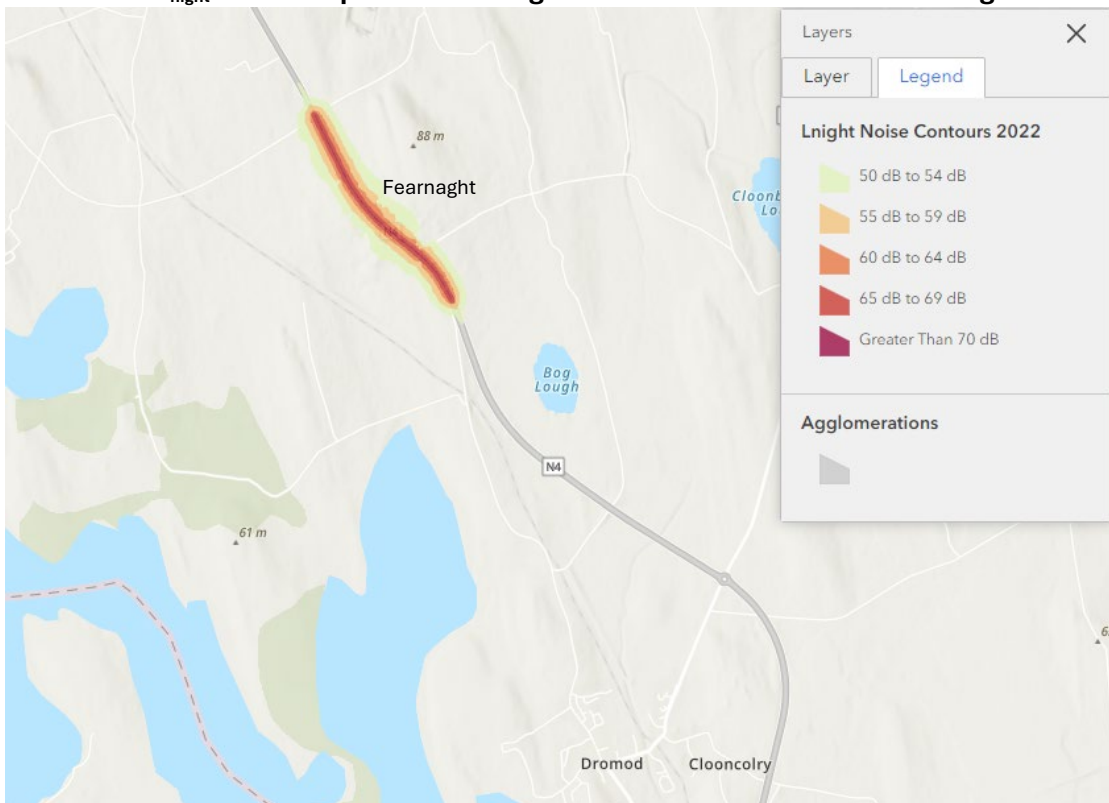 night
Layers
Layer
Legend
Lnight Noise Contours 2022
50 dB to 54 dB
55 dB to 59 dB
60 dB to 64 dB
65 dB to 69 dB
Greater Than 70 dB
Agglomerations
88 m
Fearnaght
N4
Bog
Lough
N4
61 m
Dromod
Clooncolry